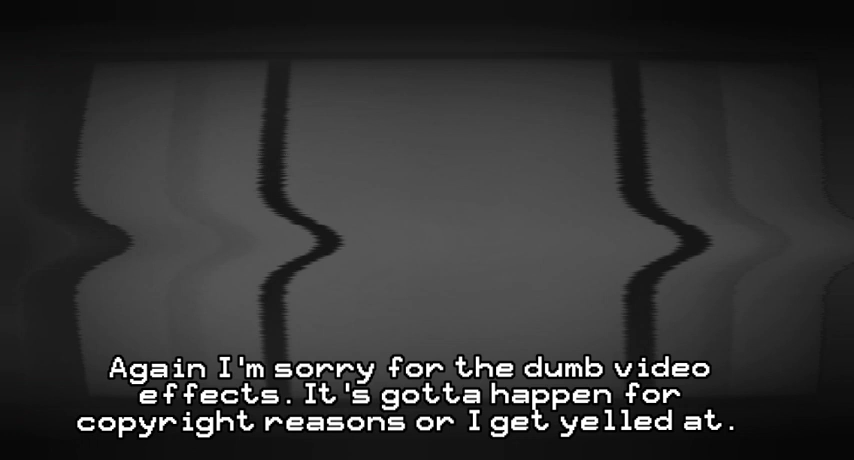 Again I'm sorry for the dumb video
effects. It's gotta happen for
copyright reasons or I get yelled at.